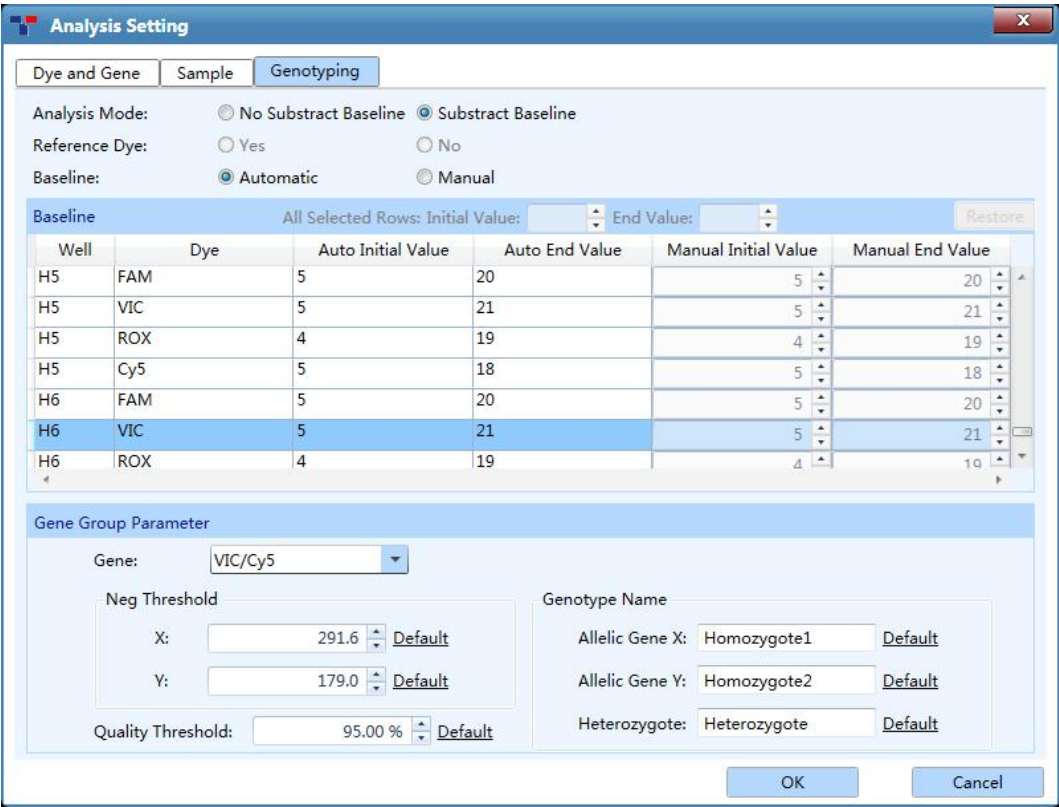 Analysis Setting
x
Dye and Gene Sample Genotyping
Analysis Mode: No Substract Baseline Substract Baseline
Reference Dye: Yes No
Baseline: Automatic Manual
Baseline All Selected Rows: Initial Value: End Value: Restore
Well Dye Auto Initial Value Auto End Value Manual Initial Value Manual End Value
H5 FAM 5 20 5 20
H5 VIC 5 21 5 21
H5 ROX 4 19 4 19
H5 Cy5 5 18 5 18
H6 FAM 5 20 5 20
H6 VIC 5 21 5 21
H6 ROX 4 19 4 19
Gene Group Parameter
Gene: VIC/Cy5
Neg Threshold
X: 291.6 Default
Y: 179.0 Default
Quality Threshold: 95.00 % Default
Genotype Name
Allelic Gene X: Homozygote1 Default
Allelic Gene Y: Homozygote2 Default
Heterozygote: Heterozygote Default
OK Cancel